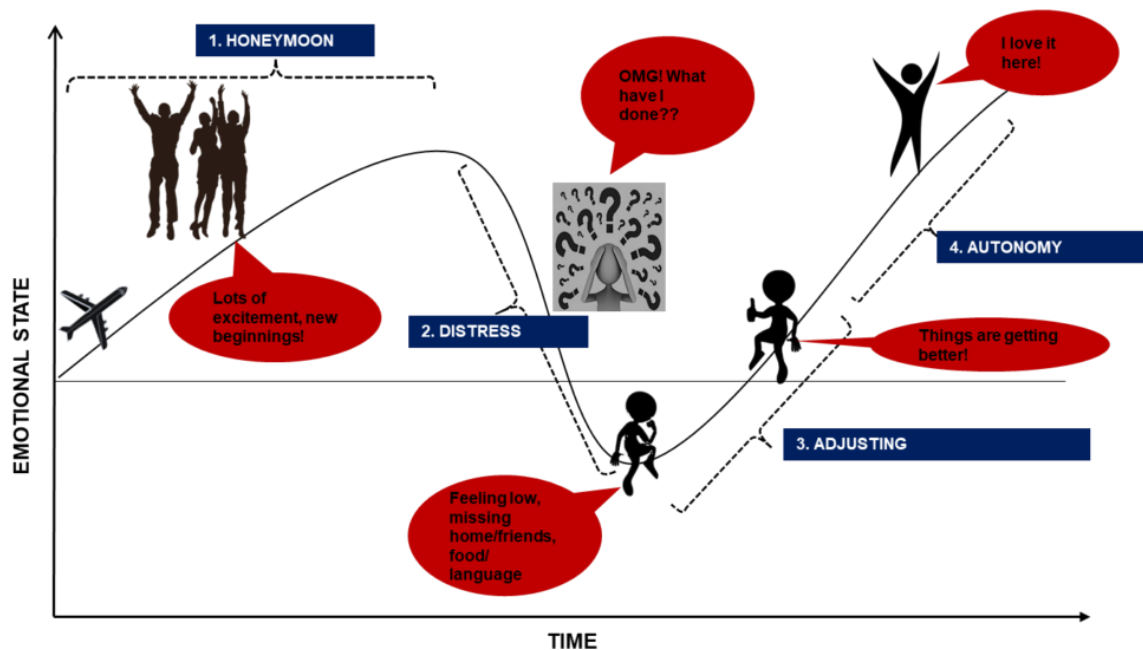 1. HONEYMOON
I love it
here!
OMG! What
have I
done??
Lots of
excitement, new
beginnings!
2. DISTRESS
4. AUTONOMY
Things are getting
better!
3. ADJUSTING
Feeling low,
missing
home/friends,
food/
language
EMOTIONAL STATE
TIME